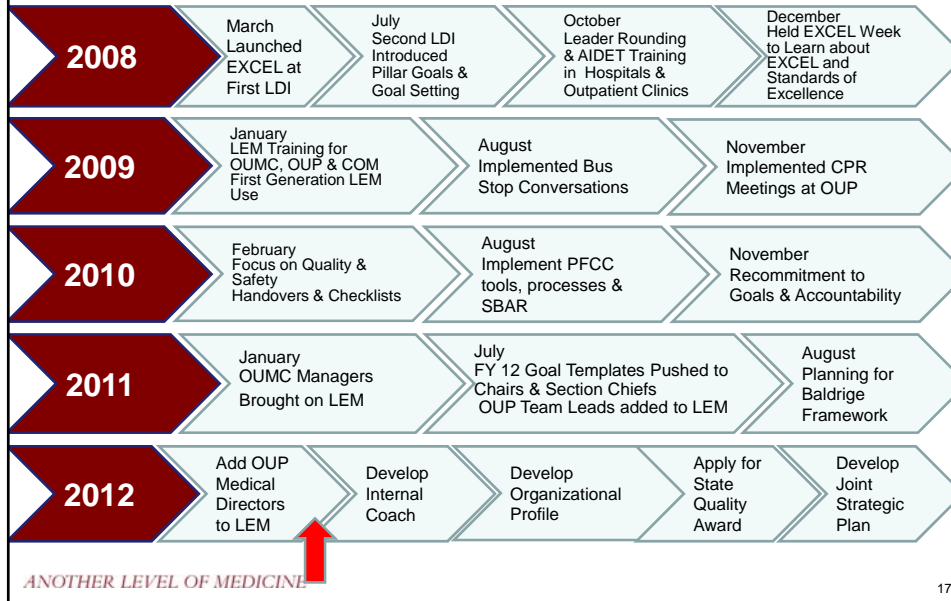 2008
March
Launched
EXCEL at
First LDI
July
Second LDI
Introduced
Pillar Goals &
Goal Setting
October
Leader Rounding
& AIDET Training
in Hospitals &
Outpatient Clinics
December
Held EXCEL Week
to Learn about
EXCEL and
Standards of
Excellence
2009
January
LEM Training for
OUMC, OUP & COM
First Generation LEM
Use
August
Implemented Bus
Stop Conversations
November
Implemented CPR
Meetings at OUP
2010
February
Focus on Quality &
Safety
Handovers & Checklists
August
Implement PFCC
tools, processes &
SBAR
November
Recommitment to
Goals & Accountability
2011
January
OUMC Managers
Brought on LEM
July
FY 12 Goal Templates Pushed to
Chairs & Section Chiefs
OUP Team Leads added to LEM
August
Planning for
Baldrige
Framework
2012
Add OUP
Medical
Directors
to LEM
Develop
Internal
Coach
Develop
Organizational
Profile
Apply for
State
Quality
Award
Develop
Joint
Strategic
Plan
ANOTHER LEVEL OF MEDICINE
17